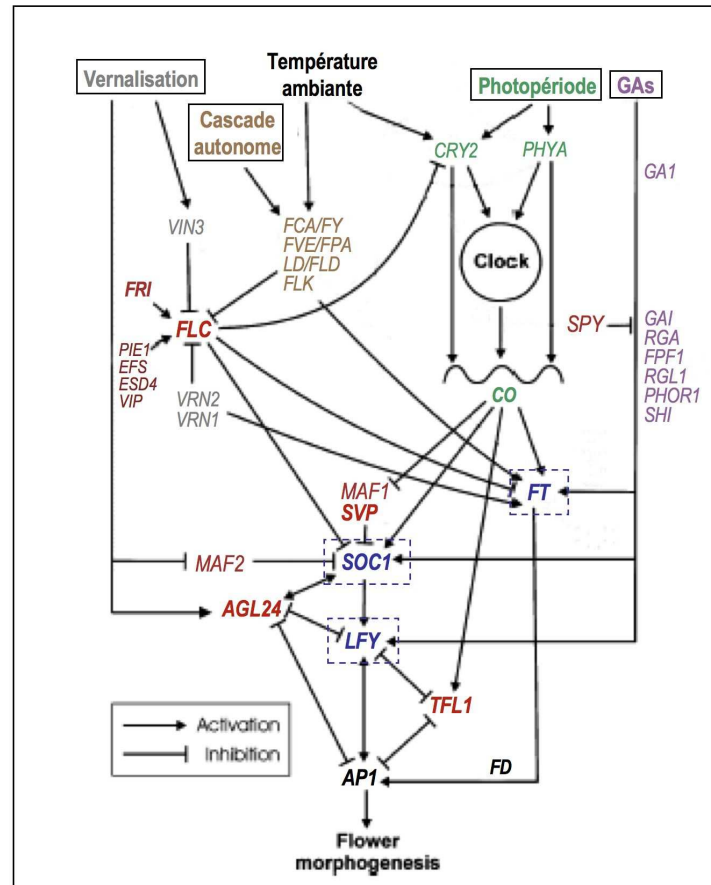 Vernalisation
Température
ambiante
Photopériode
GAs
Cascade
autonome
CRY2
PHYA
GA1
VIN3
FCA/FY
FVE/FPA
LD/FLD
FLK
Clock
FRI
FLC
SPY
GAI
RGA
FPF1
RGL1
PHOR1
SHI
PIE1
EFS
ESD4
VIP
VRN2
VRN1
CO
MAF1
SVP
FT
MAF2
SOC1
AGL24
LFY
TFL1
Activation
Inhibition
AP1
FD
Flower
morphogenesis